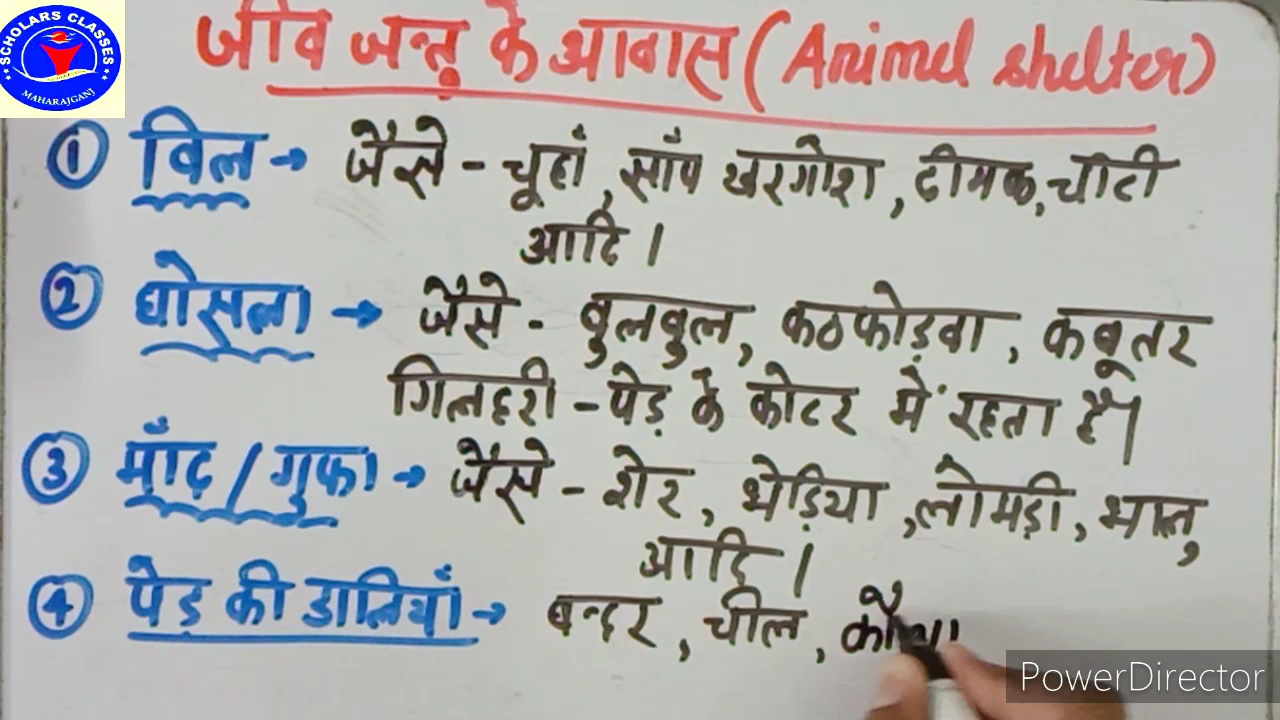 SCHOLARS CLASSES
MAHARAJGANJ
जीव जन्तु के आवास (Animel shelter)
① विल → जैसे - चूहाँ, साँप खरगोश, दीमक, चीटी
आदि।
② घोसला → जैसे - बुलबुल, कठफोड़वा, कबूतर
गिलहरी - पेड़ के कोटर में रहता है।
③ माँद / गुफा → जैसे - शेर, भेड़िया, लोमड़ी, भालू,
आदि।
④ पेड़ की डालियाँ → बन्दर, चील, कौआ
PowerDirector